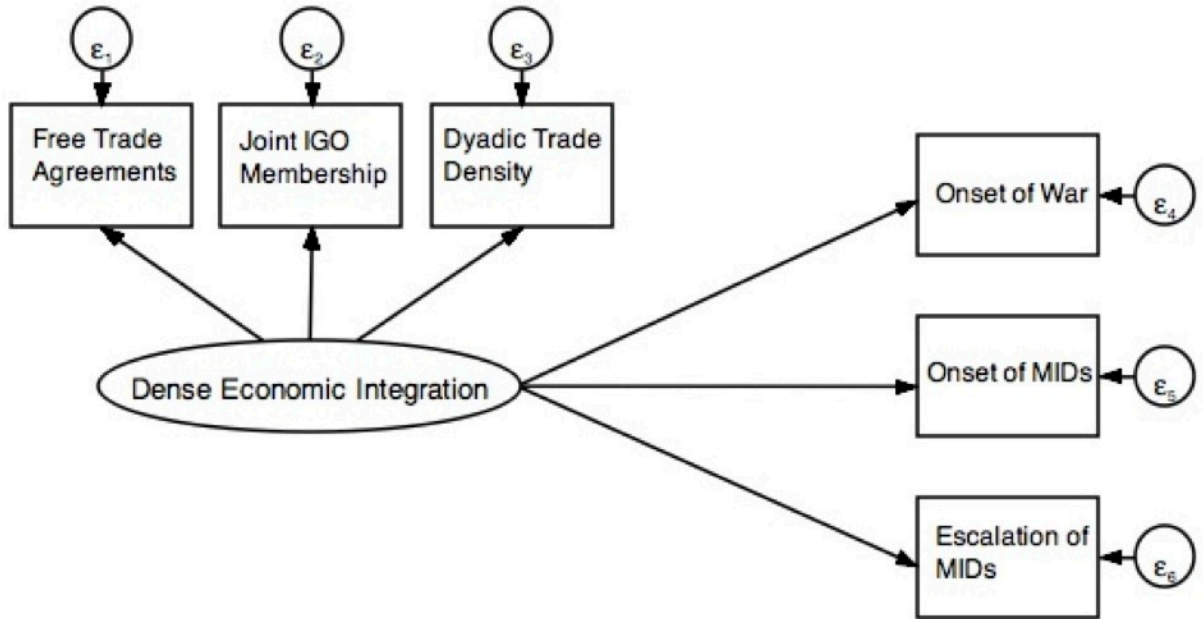 ε₁
ε₂
ε₃
Free Trade
Agreements
Joint IGO
Membership
Dyadic Trade
Density
Onset of War
ε₄
Dense Economic Integration
Onset of MIDs
ε₅
Escalation of
MIDs
ε₆